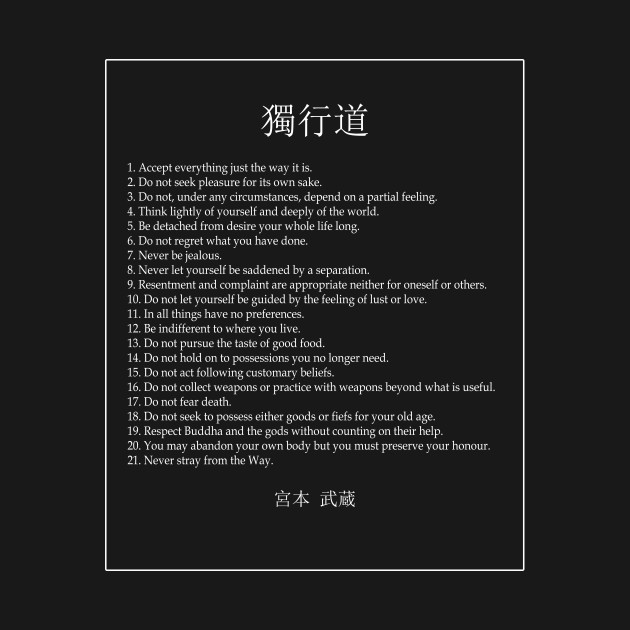 獨行道
1. Accept everything just the way it is.
2. Do not seek pleasure for its own sake.
3. Do not, under any circumstances, depend on a partial feeling.
4. Think lightly of yourself and deeply of the world.
5. Be detached from desire your whole life long.
6. Do not regret what you have done.
7. Never be jealous.
8. Never let yourself be saddened by a separation.
9. Resentment and complaint are appropriate neither for oneself or others.
10. Do not let yourself be guided by the feeling of lust or love.
11. In all things have no preferences.
12. Be indifferent to where you live.
13. Do not pursue the taste of good food.
14. Do not hold on to possessions you no longer need.
15. Do not act following customary beliefs.
16. Do not collect weapons or practice with weapons beyond what is useful.
17. Do not fear death.
18. Do not seek to possess either goods or fiefs for your old age.
19. Respect Buddha and the gods without counting on their help.
20. You may abandon your own body but you must preserve your honour.
21. Never stray from the Way.
宮本 武蔵